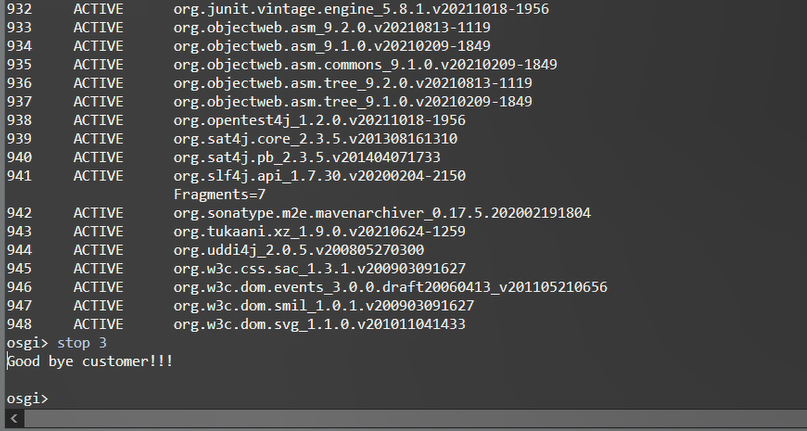 932 ACTIVE org.junit.vintage.engine_5.8.1.v20211018-1956
933 ACTIVE org.objectweb.asm_9.2.0.v20210813-1119
934 ACTIVE org.objectweb.asm_9.1.0.v20210209-1849
935 ACTIVE org.objectweb.asm.commons_9.1.0.v20210209-1849
936 ACTIVE org.objectweb.asm.tree_9.2.0.v20210813-1119
937 ACTIVE org.objectweb.asm.tree_9.1.0.v20210209-1849
938 ACTIVE org.opentest4j_1.2.0.v20211018-1956
939 ACTIVE org.sat4j.core_2.3.5.v201308161310
940 ACTIVE org.sat4j.pb_2.3.5.v201404071733
941 ACTIVE org.slf4j.api_1.7.30.v20200204-2150
Fragments=7
942 ACTIVE org.sonatype.m2e.mavenarchiver_0.17.5.202002191804
943 ACTIVE org.tukaani.xz_1.9.0.v20210624-1259
944 ACTIVE org.uddi4j_2.0.5.v200805270300
945 ACTIVE org.w3c.css.sac_1.3.1.v200903091627
946 ACTIVE org.w3c.dom.events_3.0.0.draft20060413_v201105210656
947 ACTIVE org.w3c.dom.smil_1.0.1.v200903091627
948 ACTIVE org.w3c.dom.svg_1.1.0.v201011041433
osgi> stop 3
Good bye customer!!!
osgi>